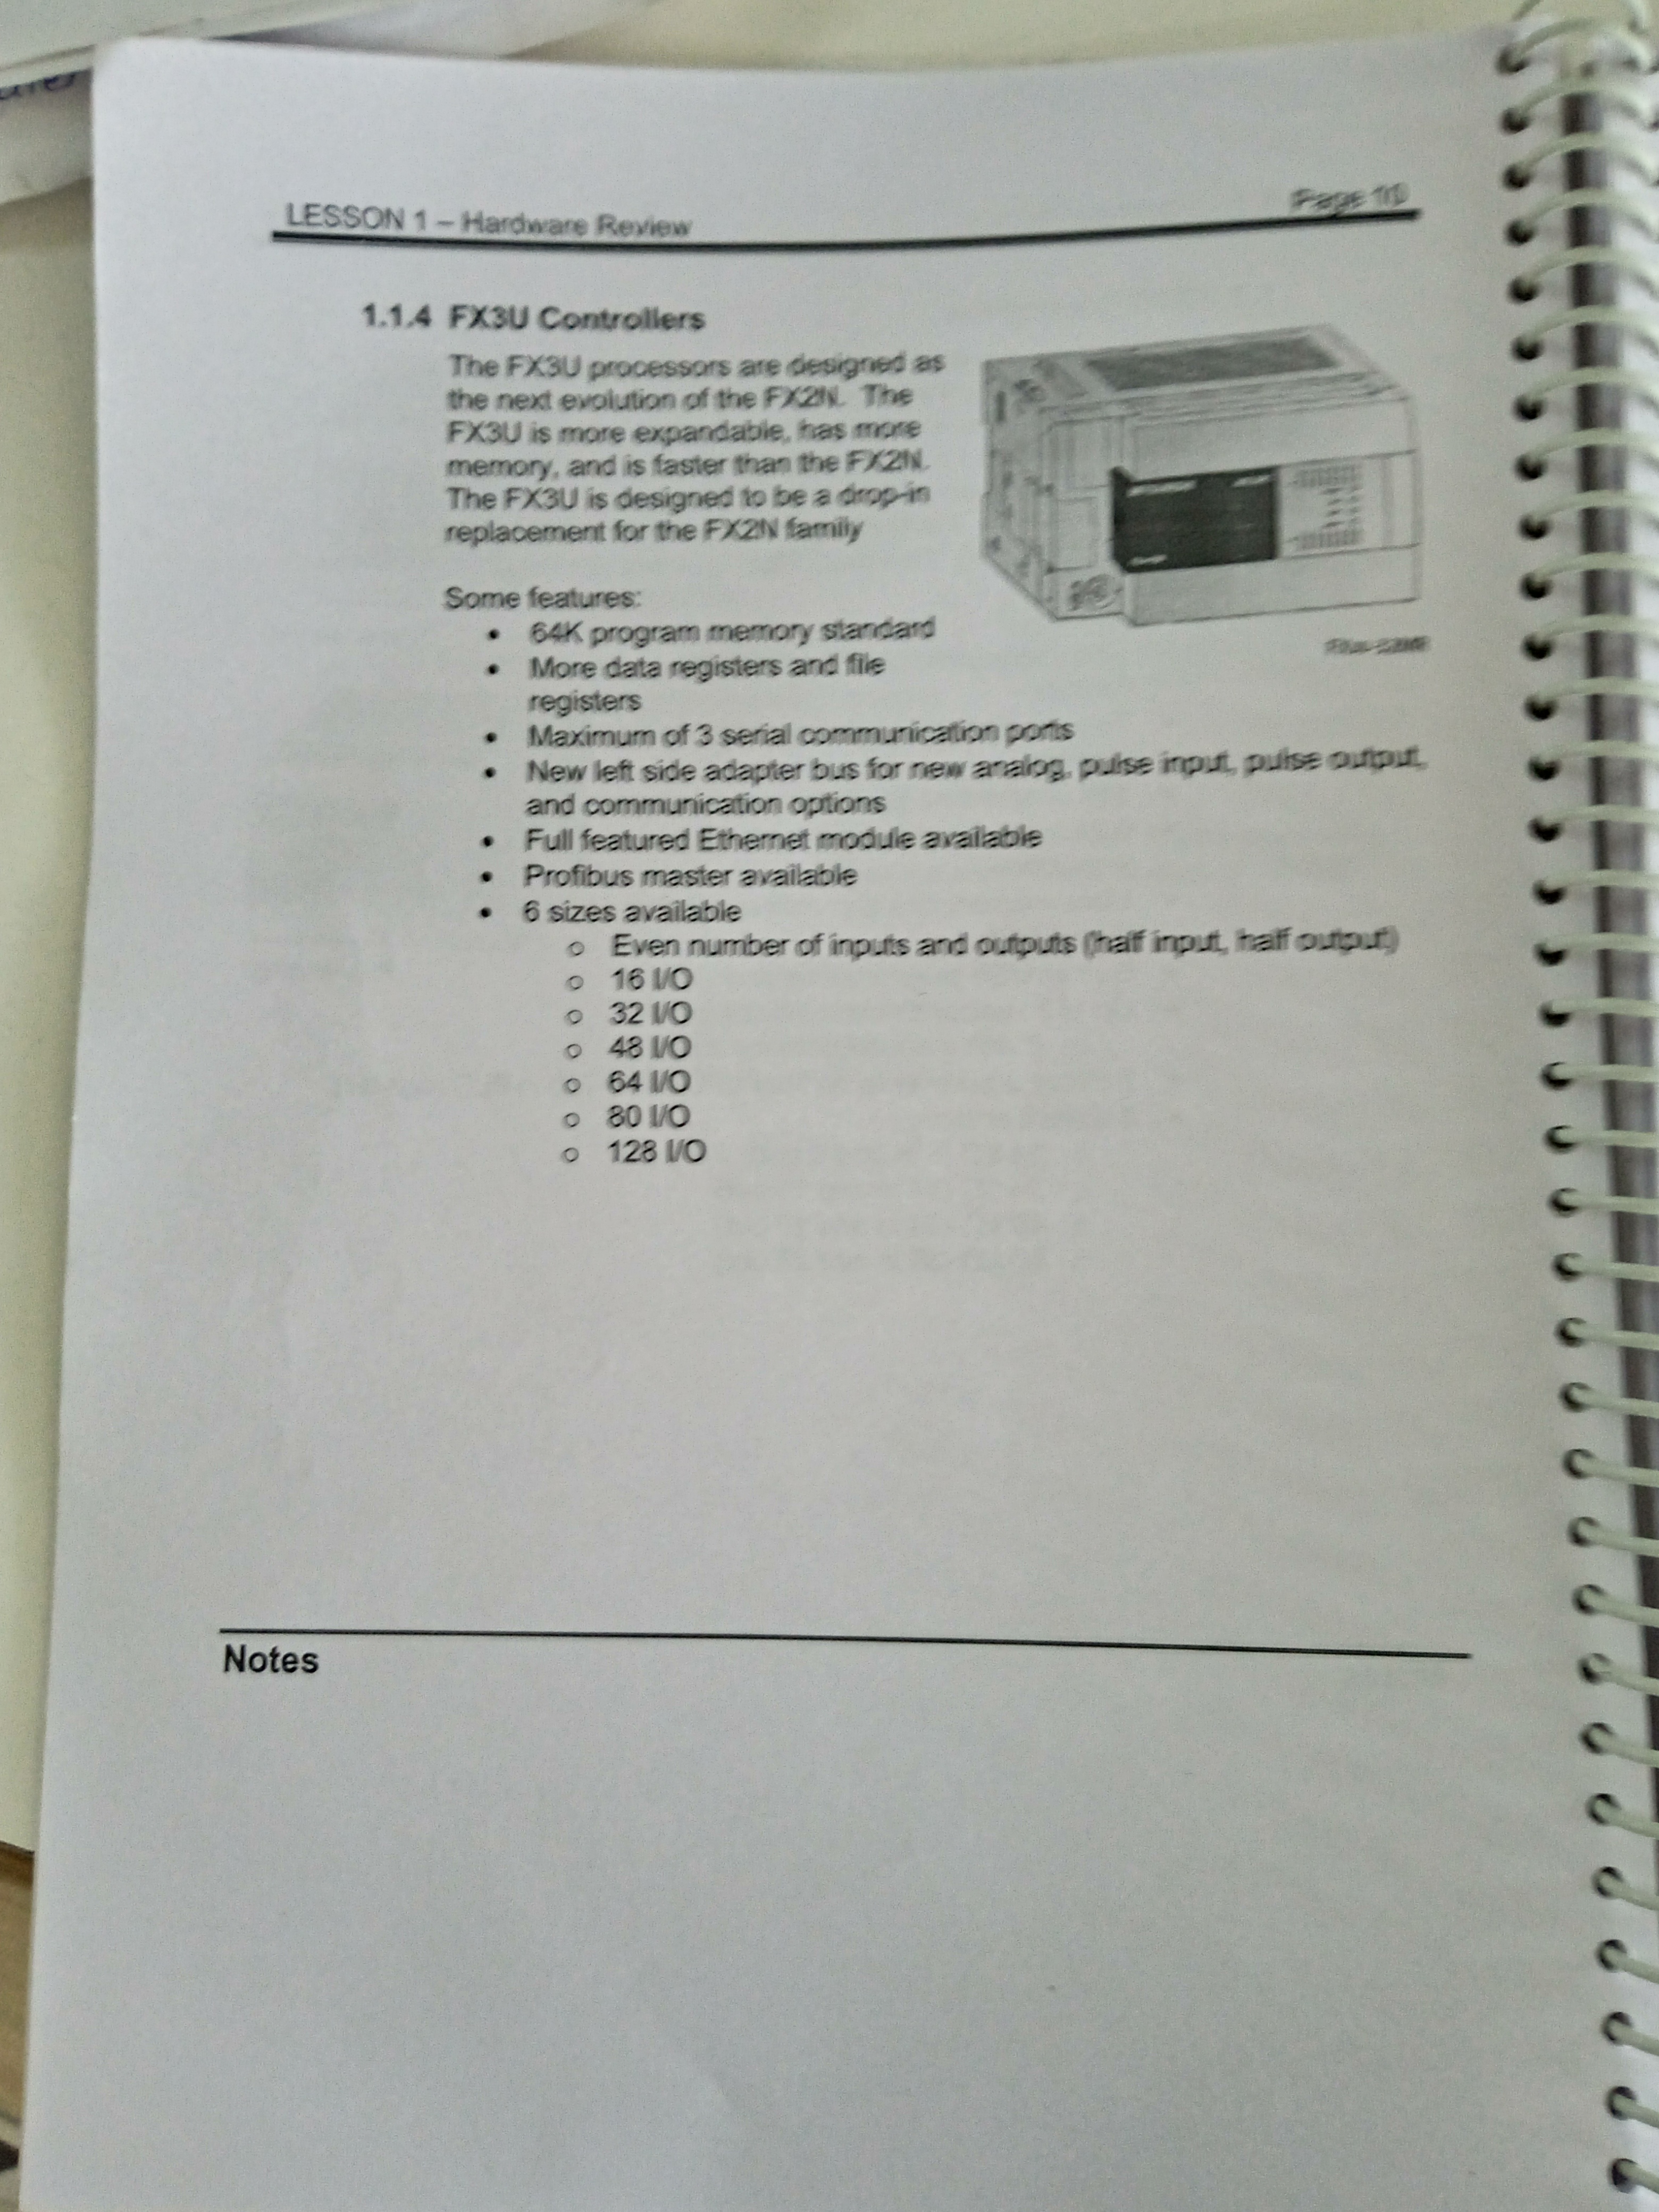 LESSON 1 – Hardware Review
Page 10
1.1.4 FX3U Controllers
The FX3U processors are designed as
the next evolution of the FX2N. The
FX3U is more expandable, has more
memory, and is faster than the FX2N.
The FX3U is designed to be a drop-in
replacement for the FX2N family
Some features:
• 64K program memory standard
• More data registers and file
registers
• Maximum of 3 serial communication ports
• New left side adapter bus for new analog, pulse input, pulse output,
and communication options
• Full featured Ethernet module available
• Profibus master available
• 6 sizes available
o Even number of inputs and outputs (half input, half output)
o 16 I/O
o 32 I/O
o 48 I/O
o 64 I/O
o 80 I/O
o 128 I/O
Notes